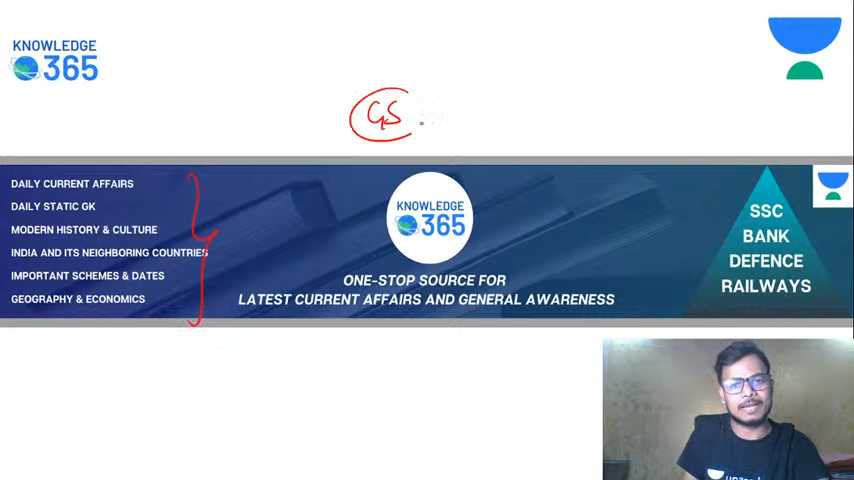 KNOWLEDGE
365
GS
DAILY CURRENT AFFAIRS
DAILY STATIC GK
MODERN HISTORY & CULTURE
INDIA AND ITS NEIGHBORING COUNTRIES
IMPORTANT SCHEMES & DATES
GEOGRAPHY & ECONOMICS
KNOWLEDGE
365
ONE-STOP SOURCE FOR
LATEST CURRENT AFFAIRS AND GENERAL AWARENESS
SSC
BANK
DEFENCE
RAILWAYS